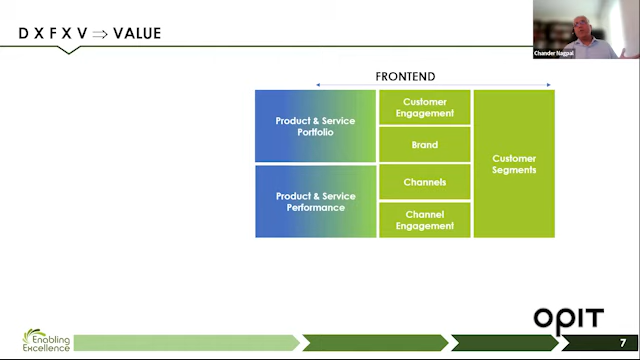 D X F X V ⇒ VALUE
Chander Nagpal
FRONTEND
Product & Service
Portfolio
Product & Service
Performance
Customer
Engagement
Brand
Channels
Channel
Engagement
Customer
Segments
Enabling
Excellence
OPIT
7